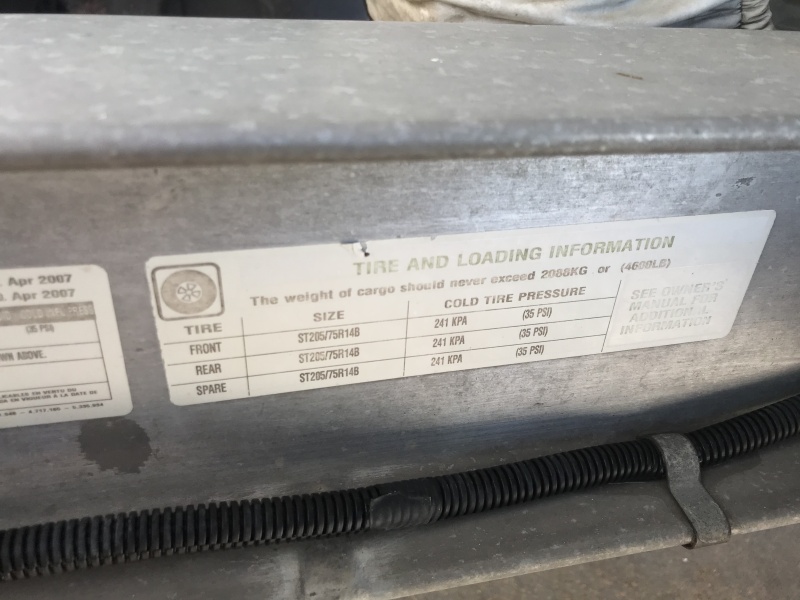 Apr 2007
Apr 2007
(35 PSI)
WN ABOVE.
TIRE AND LOADING INFORMATION
The weight of cargo should never exceed 2088KG or (4600LB)
TIRE SIZE COLD TIRE PRESSURE
FRONT ST205/75R14B 241 KPA (35 PSI)
REAR ST205/75R14B 241 KPA (35 PSI)
SPARE ST205/75R14B 241 KPA (35 PSI)
SEE OWNER'S
MANUAL FOR
ADDITIONAL
INFORMATION